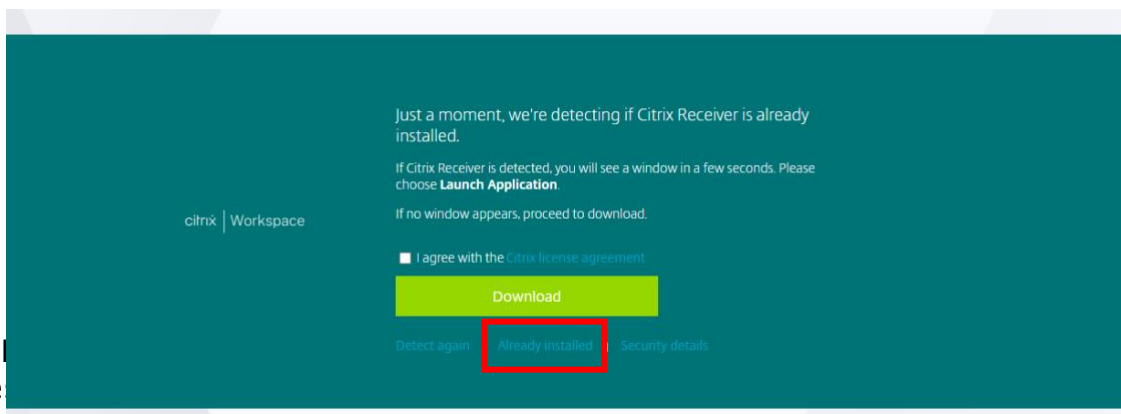 Just a moment, we're detecting if Citrix Receiver is already
installed.
If Citrix Receiver is detected, you will see a window in a few seconds. Please
choose Launch Application.
citrix | Workspace
If no window appears, proceed to download.
I agree with the Citrix license agreement
Download
Detect again Already installed | Security details